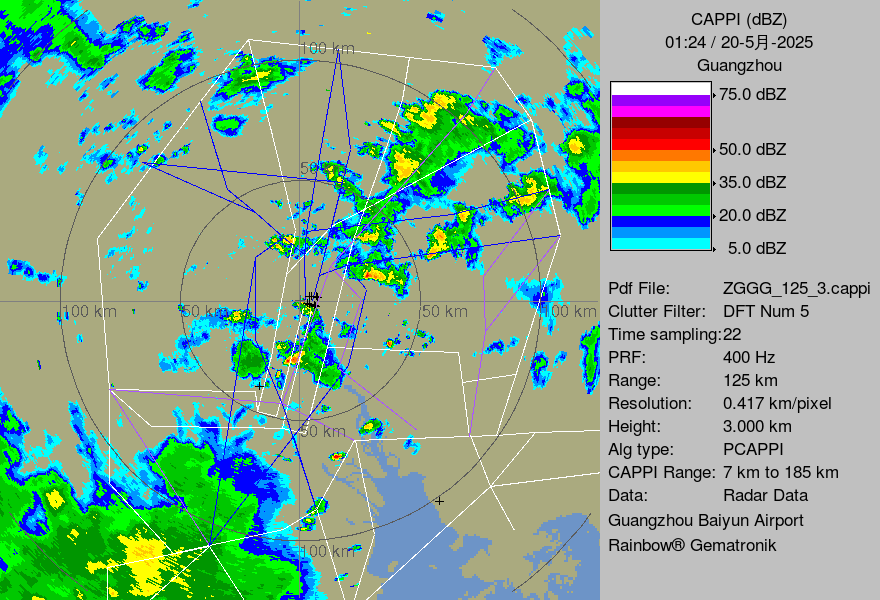 CAPPI (dBZ)
01:24 / 20-5月-2025
Guangzhou
75.0 dBZ
50.0 dBZ
35.0 dBZ
20.0 dBZ
5.0 dBZ
Pdf File: ZGGG_125_3.cappi
Clutter Filter: DFT Num 5
Time sampling:22
PRF: 400 Hz
Range: 125 km
Resolution: 0.417 km/pixel
Height: 3.000 km
Alg type: PCAPPI
CAPPI Range: 7 km to 185 km
Data: Radar Data
Guangzhou Baiyun Airport
Rainbow® Gematronik
100 km
50
100 km
50 km
50 km
100 km
50 km
100 km